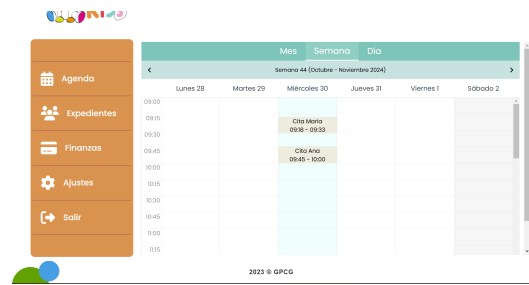 Mes Semana Día
Semana 44 (Octubre - Noviembre 2024)
Lunes 28 Martes 29 Miércoles 30 Jueves 31 Viernes 1 Sábado 2
Agenda
Expedientes
Finanzas
Ajustes
Salir
09:00
09:15
09:30
09:45
10:00
10:15
10:30
10:45
11:00
11:15
Cita Maria
09:18 - 09:33
Cita Ana
09:45 - 10:00
2023 © GPCG